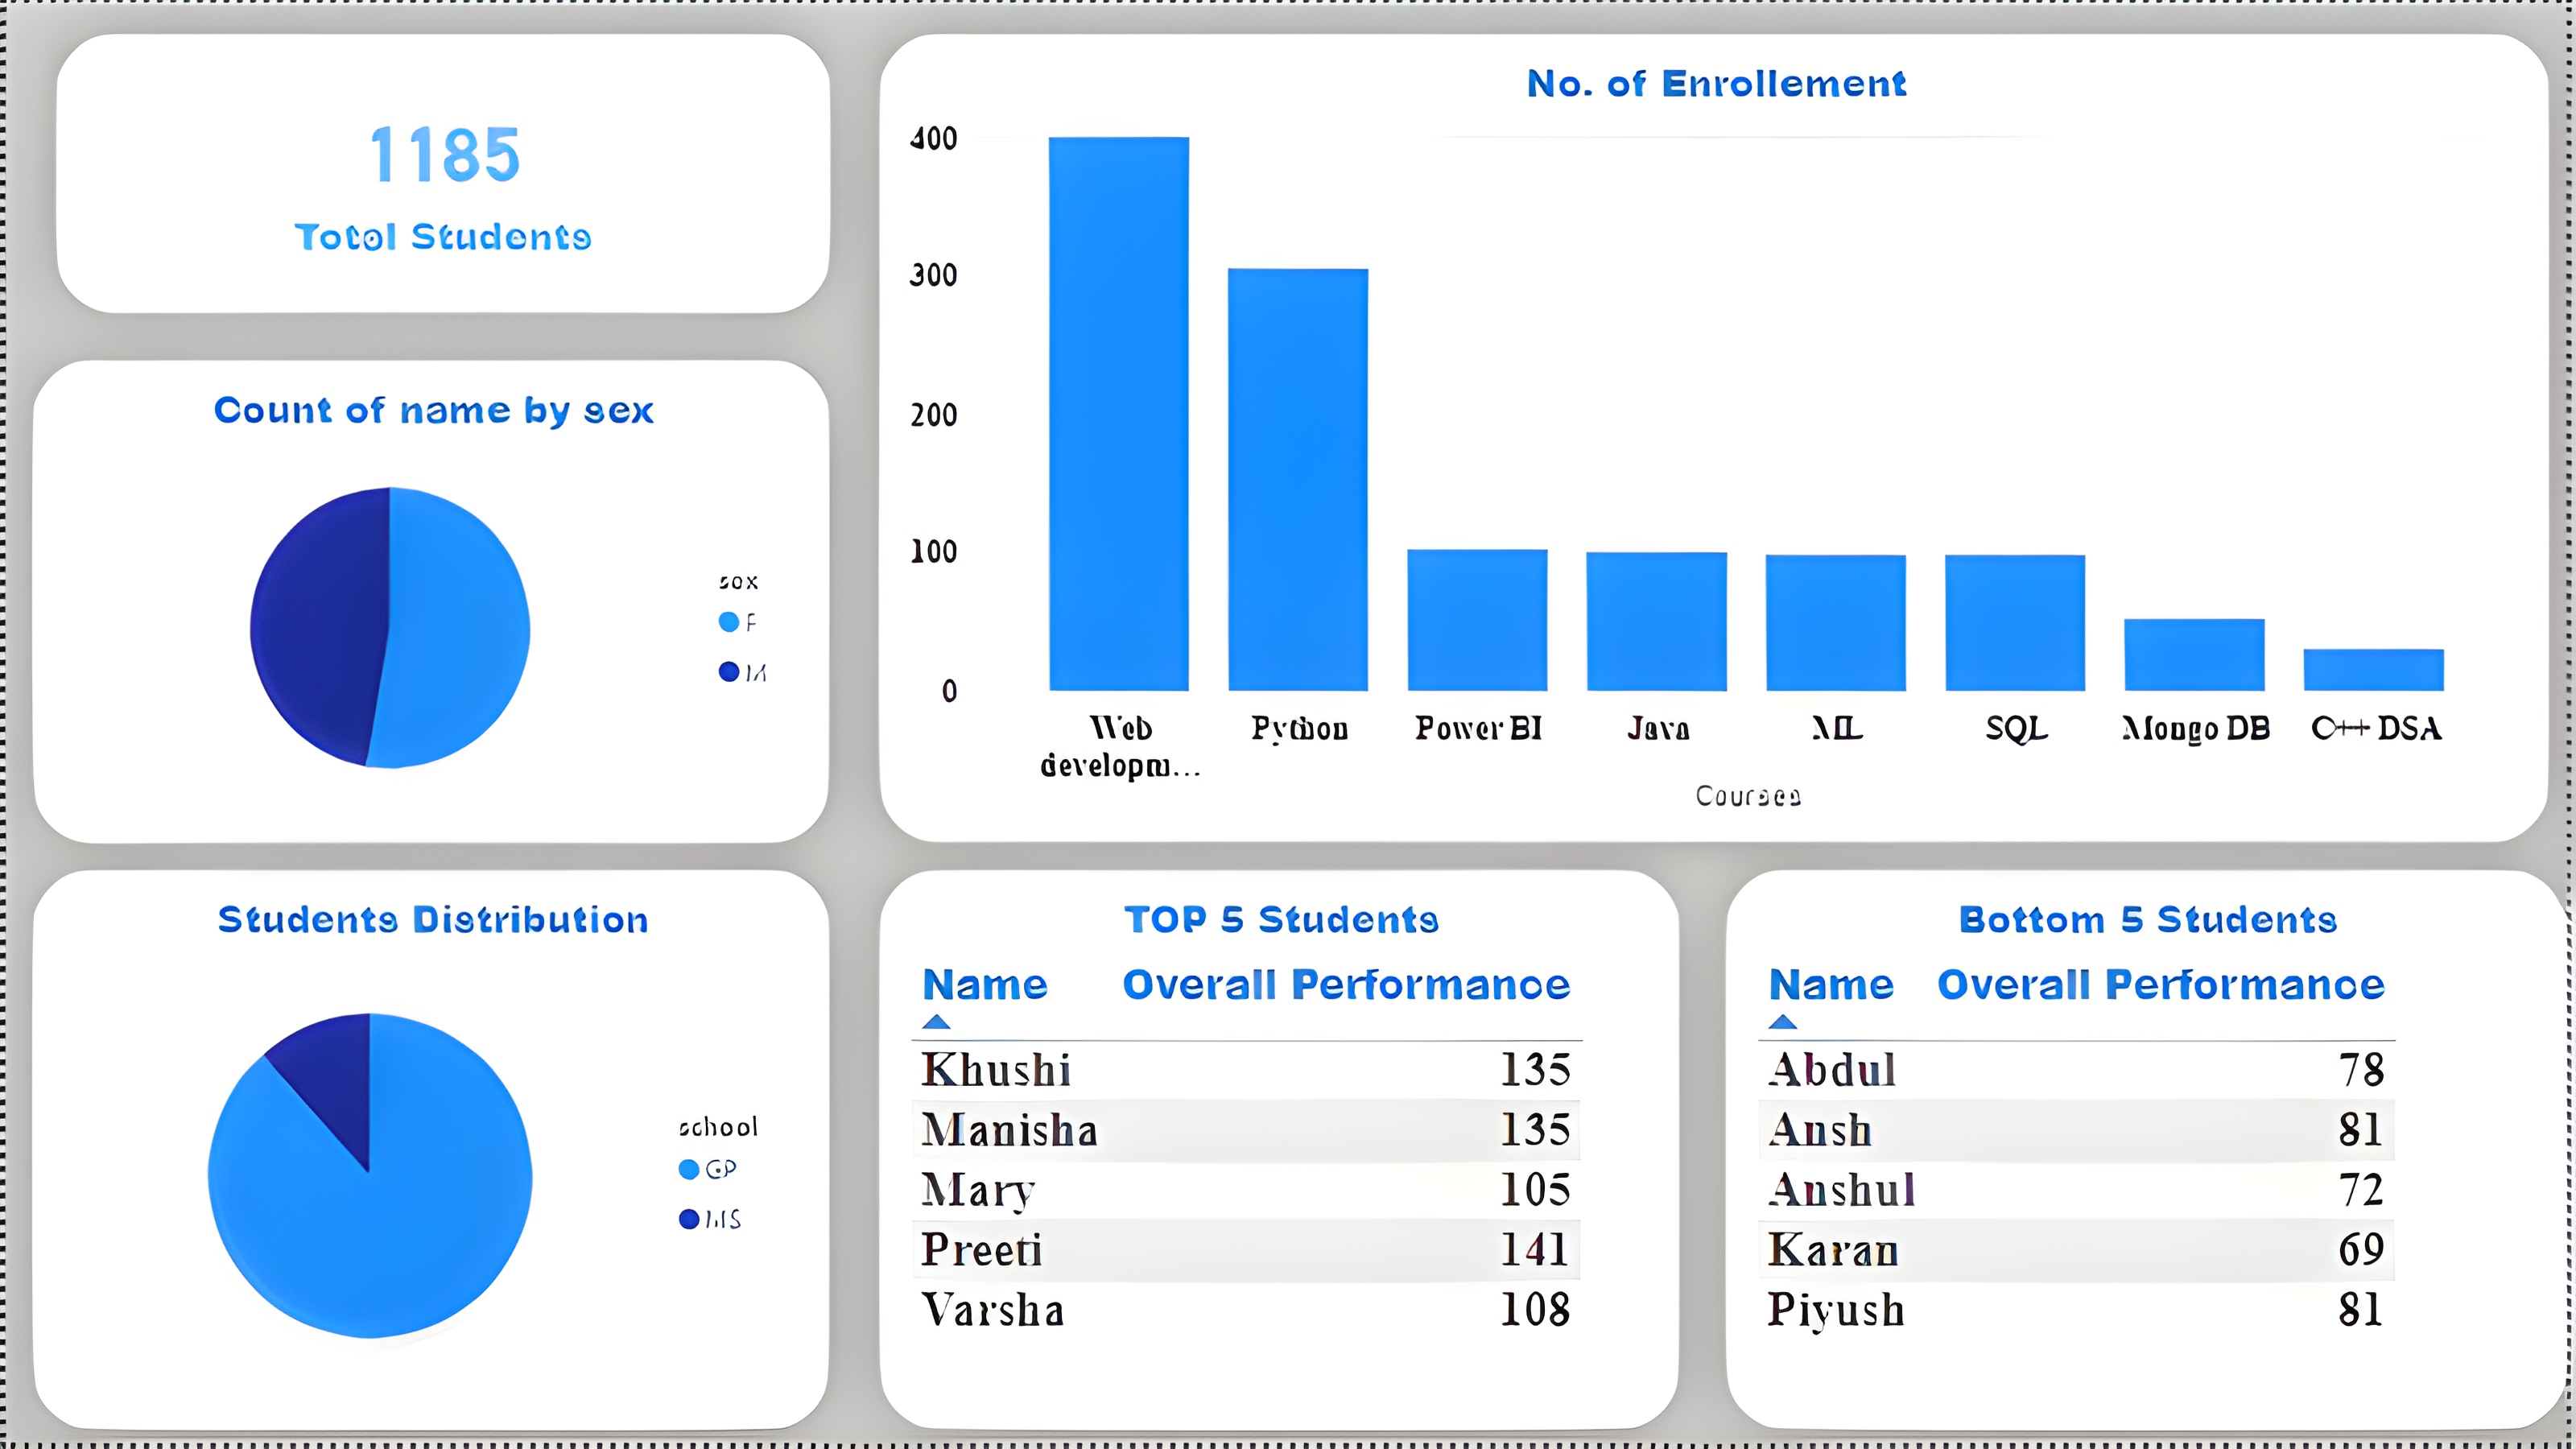 1185
Total Students
Count of name by sex
sex
F
M
Students Distribution
school
GP
MS
No. of Enrollement
400
300
200
100
0
Web
developm...
Python
Power BI
Java
ML
SQL
Mongo DB
C++ DSA
Courses
TOP 5 Students
Name Overall Performance
Khushi 135
Manisha 135
Mary 105
Preeti 141
Varsha 108
Bottom 5 Students
Name Overall Performance
Abdul 78
Ansh 81
Anshul 72
Karan 69
Piyush 81